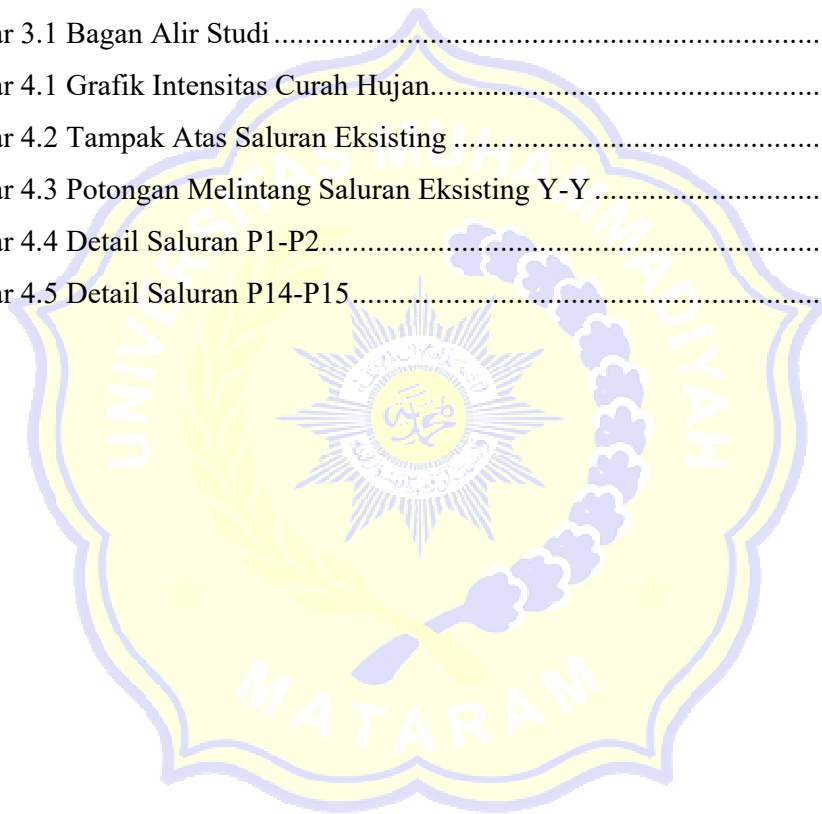 ar 3.1 Bagan Alir Studi....................................................................
ar 4.1 Grafik Intensitas Curah Hujan.................................................
ar 4.2 Tampak Atas Saluran Eksisting ..............................................
ar 4.3 Potongan Melintang Saluran Eksisting Y-Y ............................
ar 4.4 Detail Saluran P1-P2...............................................................
ar 4.5 Detail Saluran P14-P15...........................................................
UNIVERSITAS MUHAMMADIYAH
MATARAM